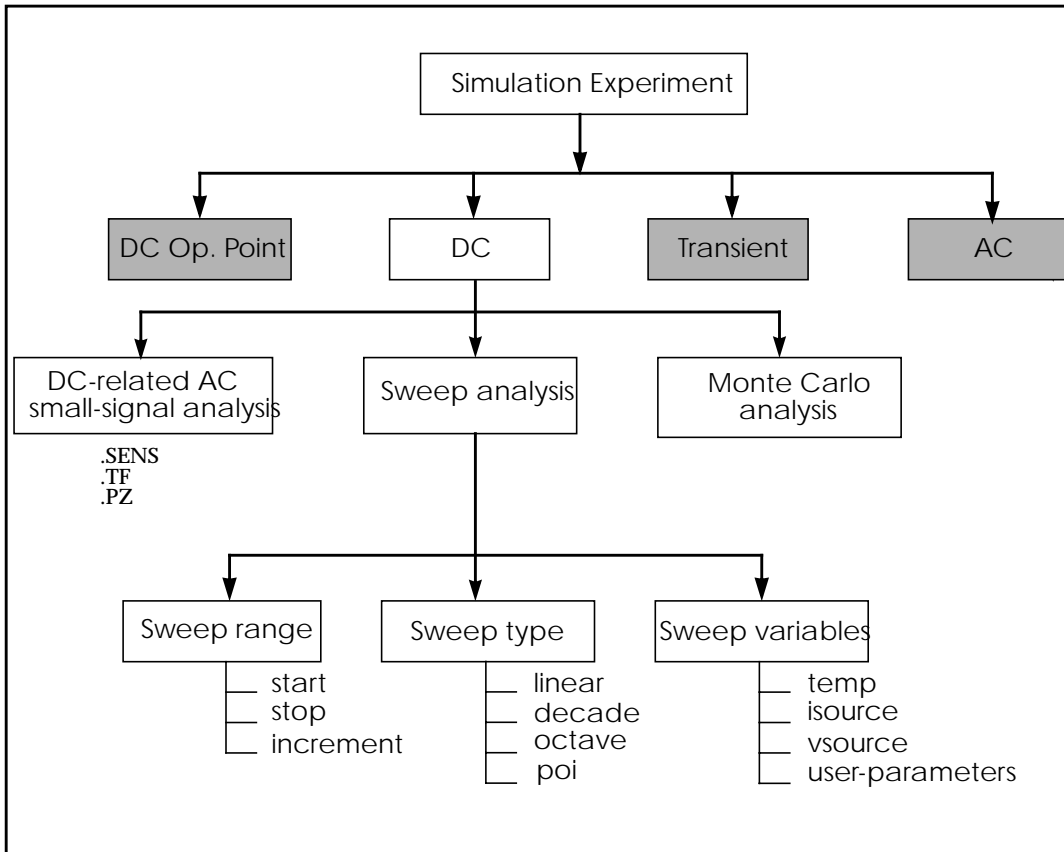 Simulation Experiment
DC Op. Point
DC
Transient
AC
DC-related AC
small-signal analysis
.SENS
.TF
.PZ
Sweep analysis
Monte Carlo
analysis
Sweep range
start
stop
increment
Sweep type
linear
decade
octave
poi
Sweep variables
temp
isource
vsource
user-parameters